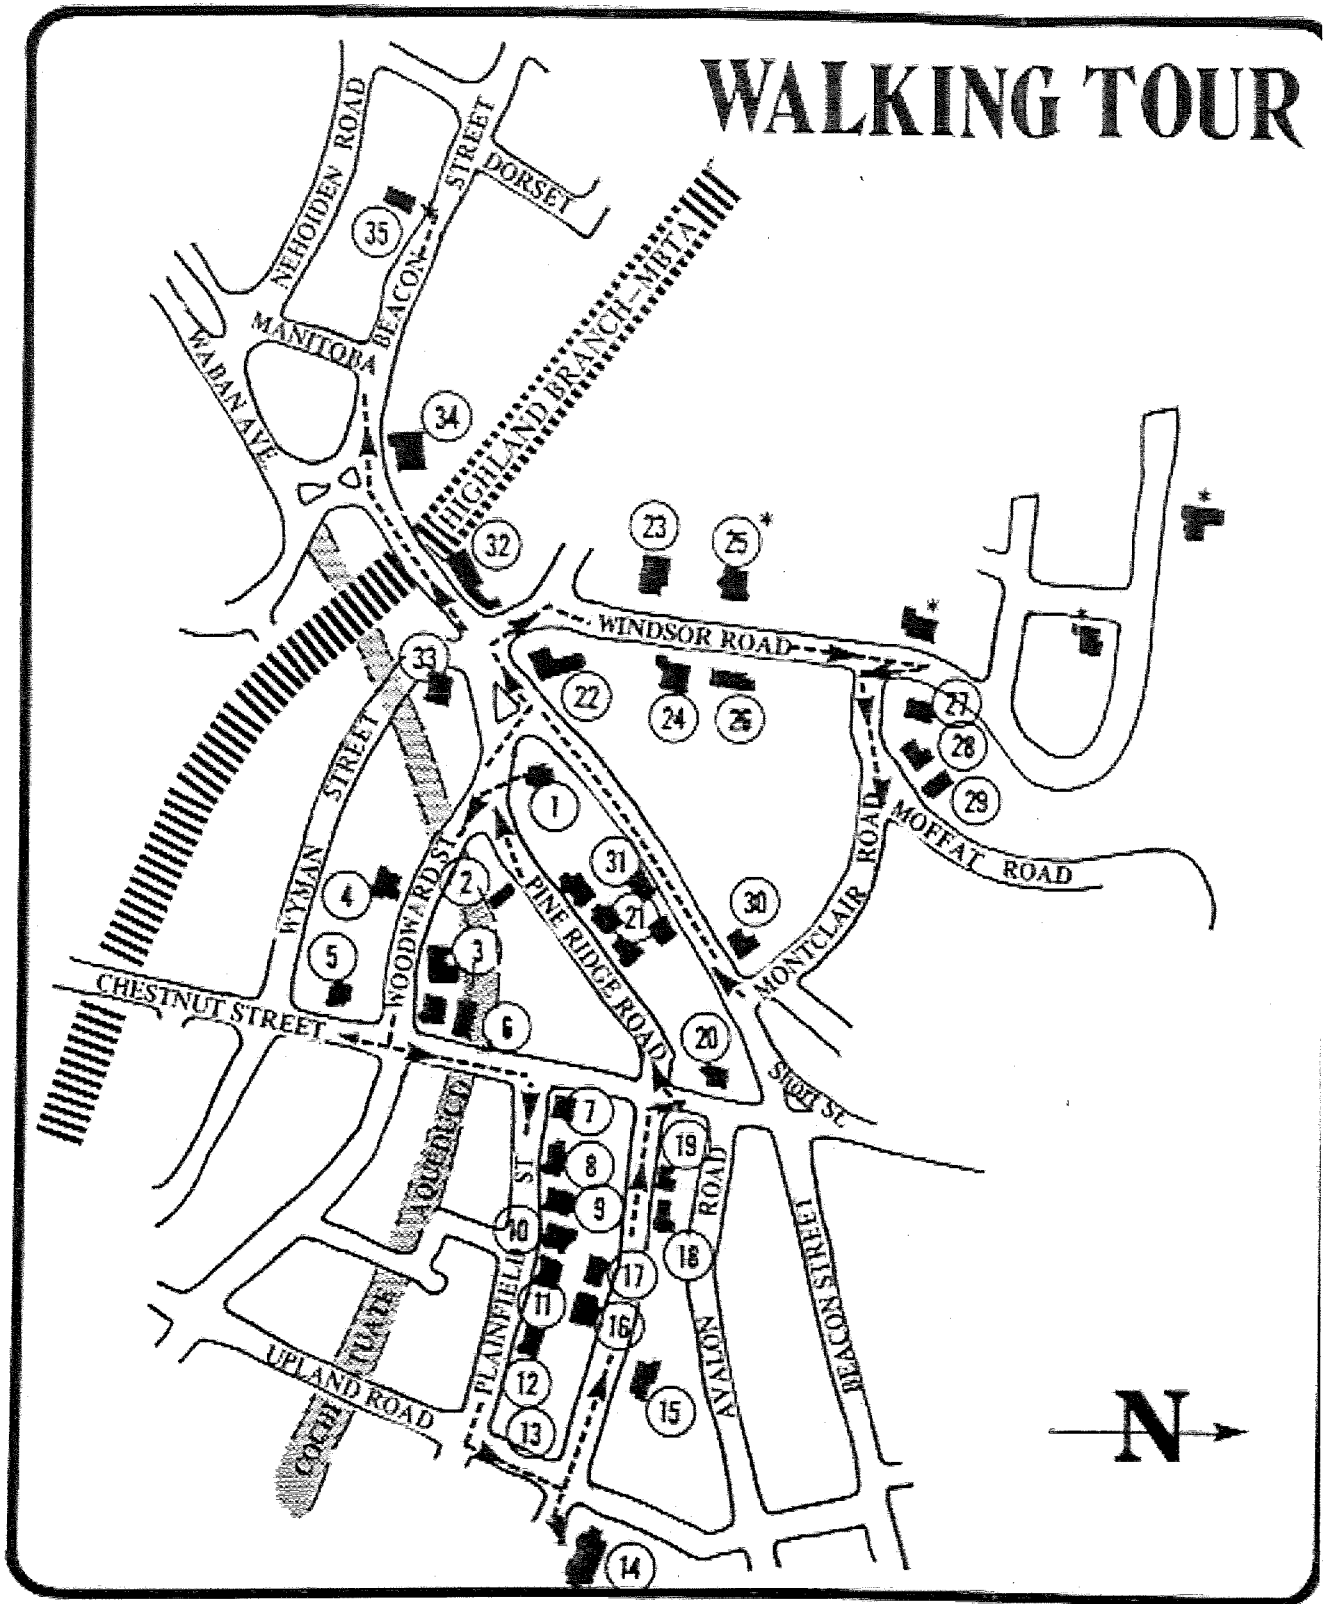 WALKING TOUR
NEHOIDEN ROAD
STREET
DORSET
35
BEACON
MANITOBA
WABAN AVE.
HIGHLAND BRANCH-MBTA
34
32
23
25*
*
*
*
WINDSOR ROAD
33
22
24
26
27
28
29
WYMAN STREET
1
MOFFAT ROAD
31
4
2
WOODWARD ST
PINE RIDGE ROAD
21
30
MONTCLAIR ROAD
5
3
CHESTNUT STREET
6
20
Short St.
7
19
8
ST
ROAD
AQUEDUCT
9
10
18
17
11
BEACON STREET
16
PLAINFIELD
COCHITUATE
UPLAND ROAD
12
AVALON
15
13
N
14